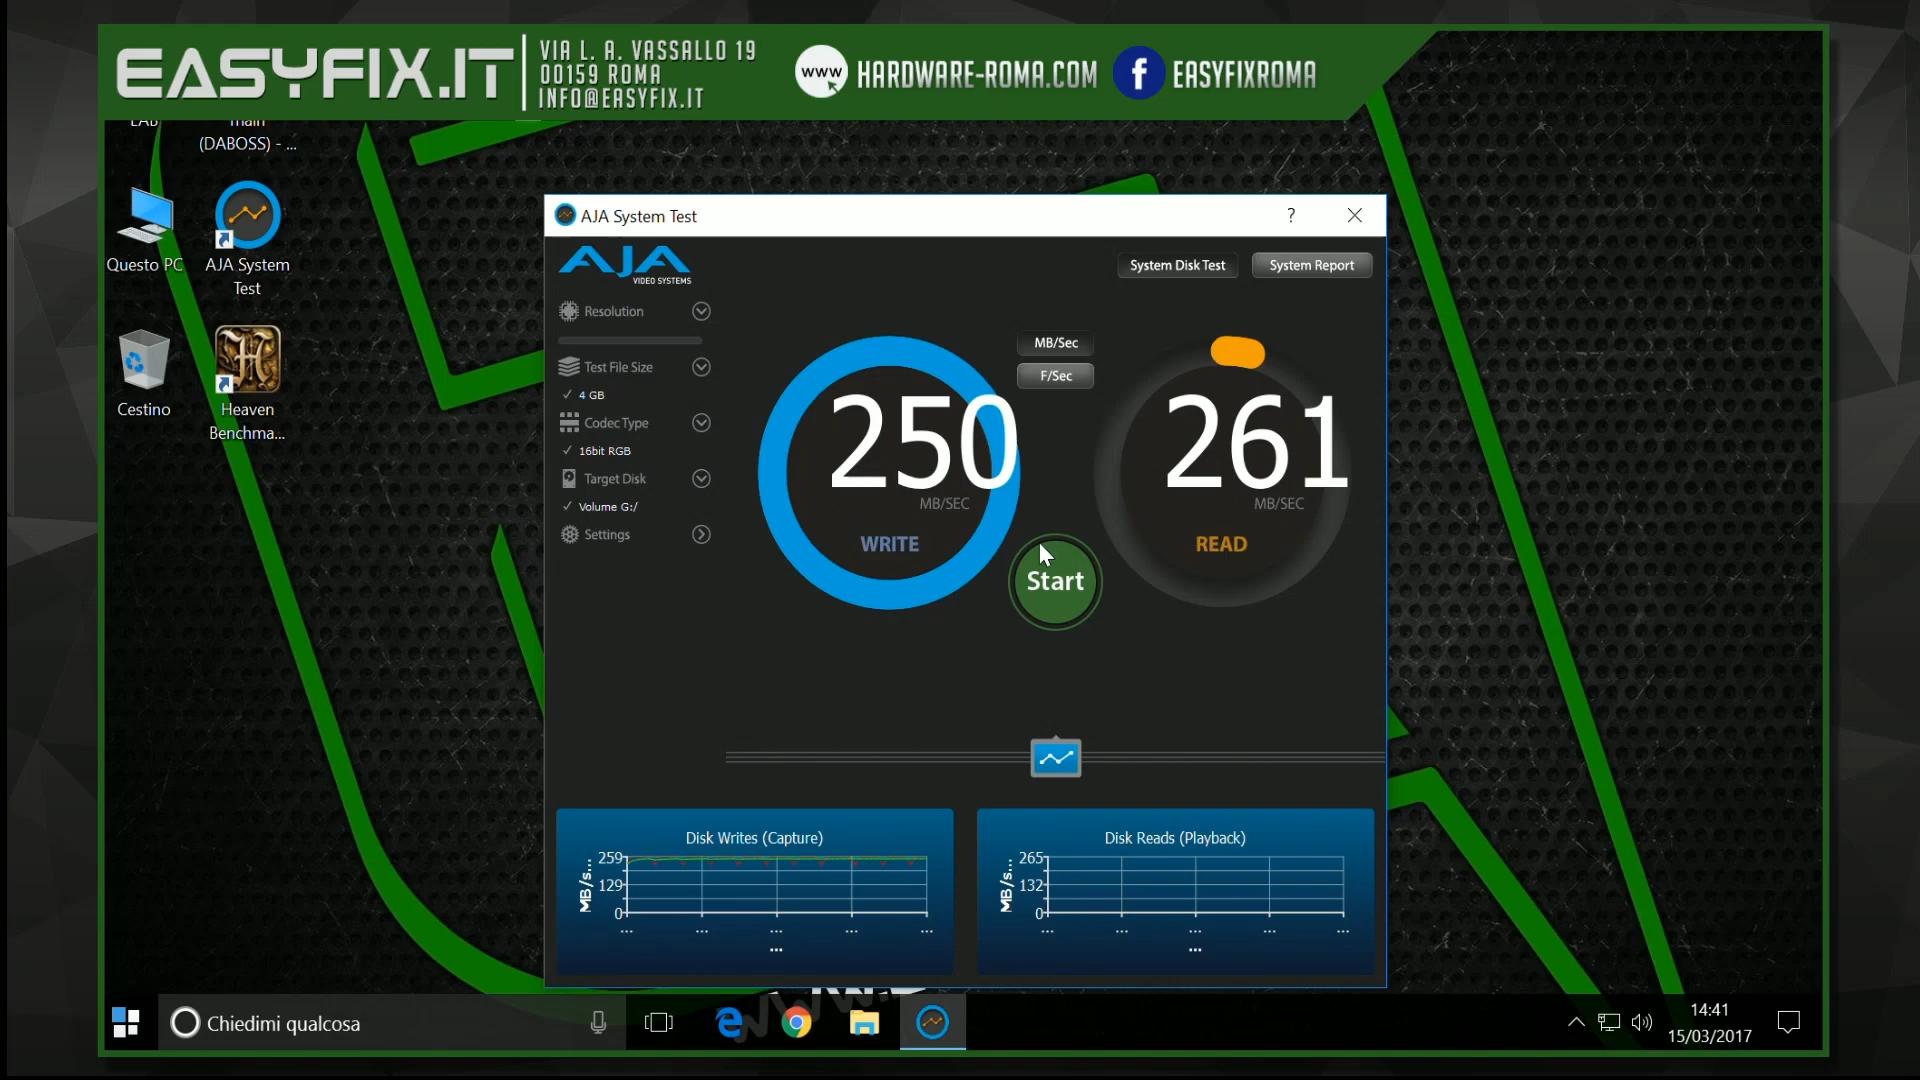 EASYFIX.IT
VIA L. A. VASSALLO 19
00159 ROMA
INFO@EASYFIX.IT
WWW
HARDWARE-ROMA.COM
f
EASYFIXROMA
LAB
main
(DABOSS) - ...
Questo PC
AJA System
Test
Cestino
Heaven
Benchma...
AJA System Test
?
AJA
VIDEO SYSTEMS
System Disk Test
System Report
Resolution
Test File Size
✓ 4 GB
Codec Type
✓ 16bit RGB
Target Disk
✓ Volume G:/
Settings
MB/Sec
F/Sec
250
MB/SEC
WRITE
261
MB/SEC
READ
Start
Disk Writes (Capture)
MB/s...
259
129
0
... ... ... ... ...
...
Disk Reads (Playback)
MB/s...
265
132
0
... ... ... ... ...
...
Chiedimi qualcosa
14:41
15/03/2017